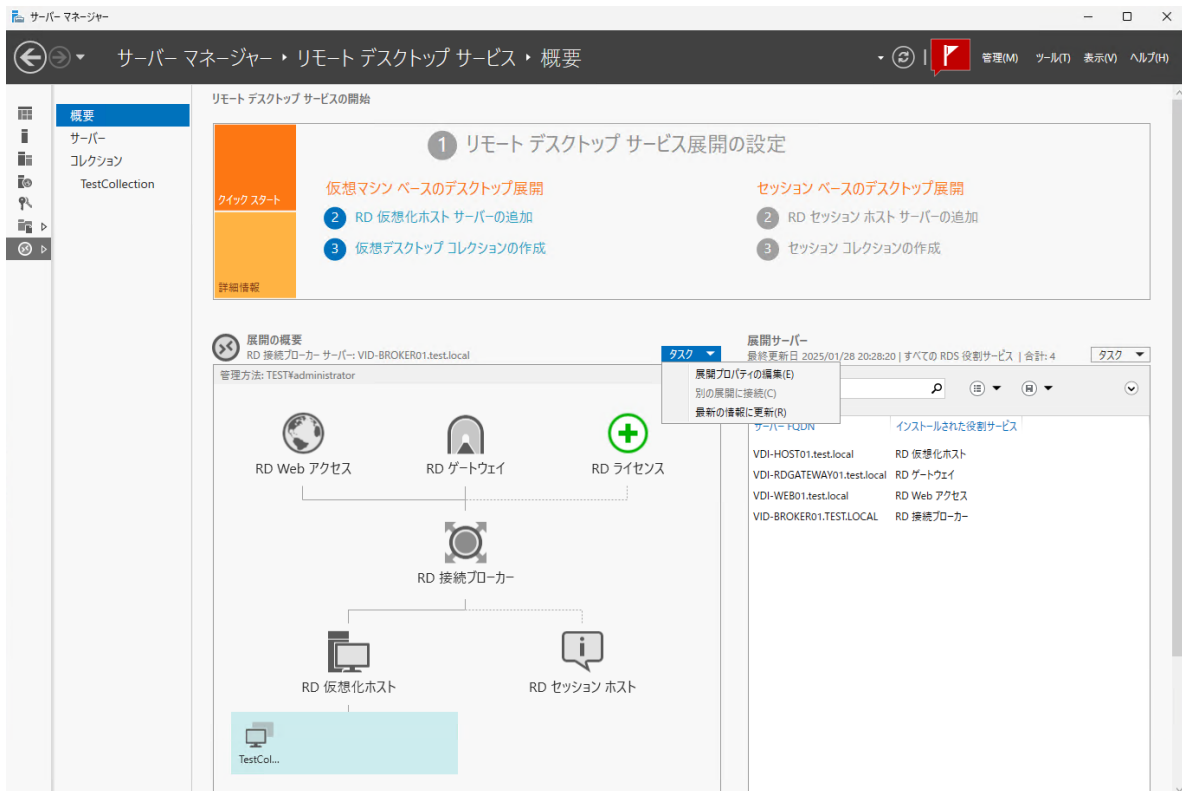 サーバー マネージャー
サーバー マネージャー ・ リモート デスクトップ サービス ・ 概要
管理(M) ツール(T) 表示(V) ヘルプ(H)
概要
サーバー
コレクション
TestCollection
リモート デスクトップ サービスの開始
クイック スタート
詳細情報
1 リモート デスクトップ サービス展開の設定
仮想マシン ベースのデスクトップ展開
2 RD 仮想化ホスト サーバーの追加
3 仮想デスクトップ コレクションの作成
セッション ベースのデスクトップ展開
2 RD セッション ホスト サーバーの追加
3 セッション コレクションの作成
展開の概要
RD 接続ブローカー サーバー: VID-BROKER01.test.local
タスク
管理方法: TEST¥administrator
展開プロパティの編集(E)
別の展開に接続(C)
最新の情報に更新(R)
RD Web アクセス
RD ゲートウェイ
RD ライセンス
RD 接続ブローカー
RD 仮想化ホスト
RD セッション ホスト
TestCol...
展開サーバー
最終更新日 2025/01/28 20:28:20 | すべての RDS 役割サービス | 合計: 4
タスク
サーバー FQDN インストールされた役割サービス
VDI-HOST01.test.local RD 仮想化ホスト
VDI-RDGATEWAY01.test.local RD ゲートウェイ
VDI-WEB01.test.local RD Web アクセス
VID-BROKER01.TEST.LOCAL RD 接続ブローカー